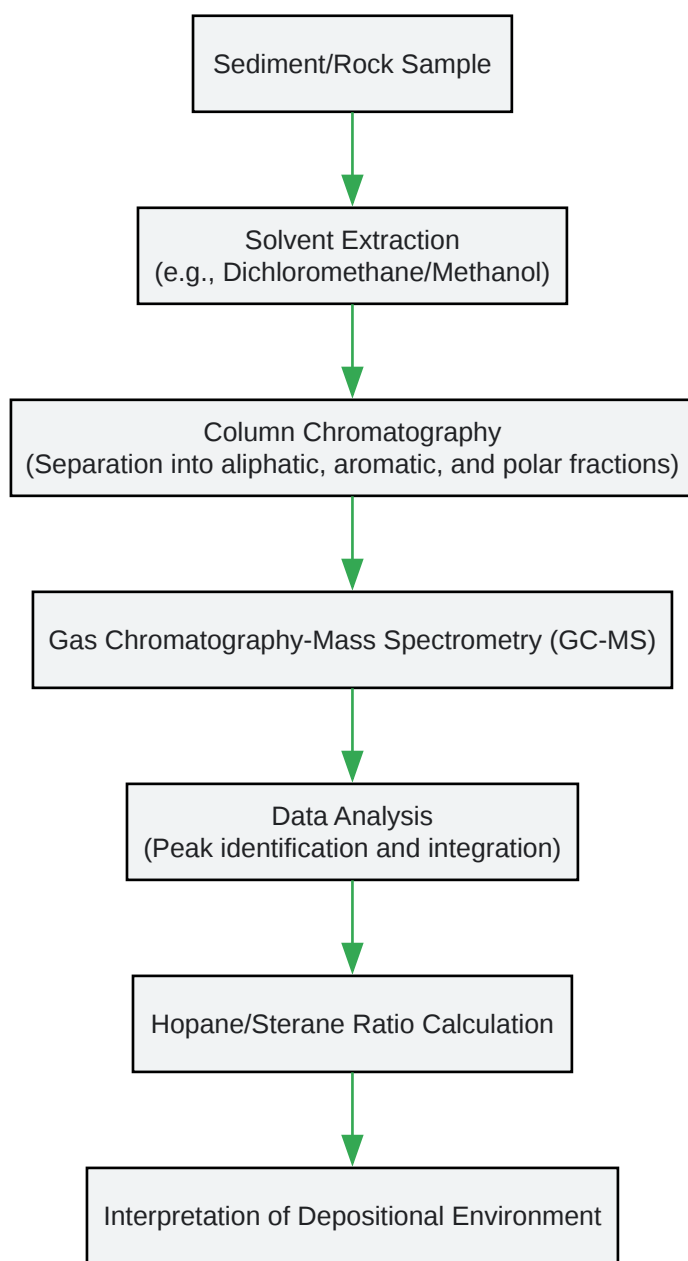 Sediment/Rock Sample
Solvent Extraction
(e.g., Dichloromethane/Methanol)
Column Chromatography
(Separation into aliphatic, aromatic, and polar fractions)
Gas Chromatography-Mass Spectrometry (GC-MS)
Data Analysis
(Peak identification and integration)
Hopane/Sterane Ratio Calculation
Interpretation of Depositional Environment